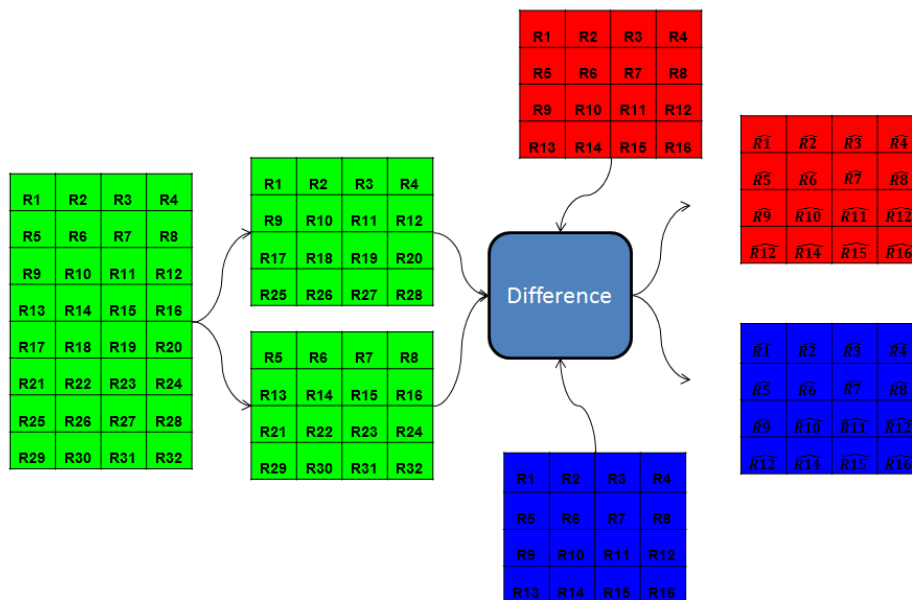 R1 R2 R3 R4
R5 R6 R7 R8
R9 R10 R11 R12
R13 R14 R15 R16
R17 R18 R19 R20
R21 R22 R23 R24
R25 R26 R27 R28
R29 R30 R31 R32
R1 R2 R3 R4
R9 R10 R11 R12
R17 R18 R19 R20
R25 R26 R27 R28
R5 R6 R7 R8
R13 R14 R15 R16
R21 R22 R23 R24
R29 R30 R31 R32
R1 R2 R3 R4
R5 R6 R7 R8
R9 R10 R11 R12
R13 R14 R15 R16
Difference
R1 R2 R3 R4
R5 R6 R7 R8
R9 R10 R11 R12
R13 R14 R15 R16
R̂1 R̂2 R̂3 R̂4
R̂5 R̂6 R̂7 R̂8
R̂9 R̂10 R̂11 R̂12
R̂12 R̂14 R̂15 R̂16
R̂1 R̂2 R̂3 R̂4
R̂5 R̂6 R̂7 R̂8
R̂9 R̂10 R̂11 R̂12
R̂12 R̂14 R̂15 R̂16